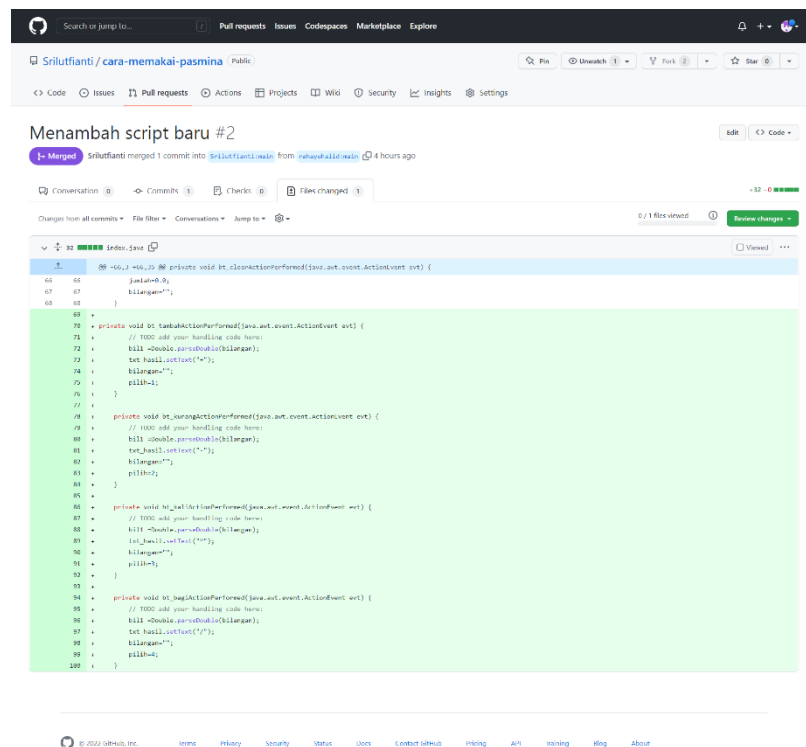 Search or jump to... / Pull requests Issues Codespaces Marketplace Explore
Srilutfianti / cara-memakai-pasmina Public Pin Unwatch 1 Fork 2 Star 0
Code Issues Pull requests Actions Projects Wiki Security Insights Settings
Menambah script baru #2 Edit Code
Merged Srilutfianti merged 1 commit into Srilutfianti:main from rahayuhalid:main 4 hours ago
Conversation 0 Commits 1 Checks 0 Files changed 1 +32 −0
Changes from all commits File filter Conversations Jump to 0 / 1 files viewed Review changes
32 index.java Viewed ...
@@ -66,3 +66,35 @@ private void bt_clearActionPerformed(java.awt.event.ActionEvent evt) {
66 66 jumlah=0.0;
67 67 bilangan="";
68 68 }
69 +
70 + private void bt_tambahActionPerformed(java.awt.event.ActionEvent evt) {
71 + // TODO add your handling code here:
72 + bil1 =Double.parseDouble(bilangan);
73 + txt_hasil.setText("+");
74 + bilangan="";
75 + pilih=1;
76 + }
77 +
78 + private void bt_kurangActionPerformed(java.awt.event.ActionEvent evt) {
79 + // TODO add your handling code here:
80 + bil1 =Double.parseDouble(bilangan);
81 + txt_hasil.setText("-");
82 + bilangan="";
83 + pilih=2;
84 + }
85 +
86 + private void bt_kaliActionPerformed(java.awt.event.ActionEvent evt) {
87 + // TODO add your handling code here:
88 + bil1 =Double.parseDouble(bilangan);
89 + txt_hasil.setText("*");
90 + bilangan="";
91 + pilih=3;
92 + }
93 +
94 + private void bt_bagiActionPerformed(java.awt.event.ActionEvent evt) {
95 + // TODO add your handling code here:
96 + bil1 =Double.parseDouble(bilangan);
97 + txt_hasil.setText("/");
98 + bilangan="";
99 + pilih=4;
100 + }
© 2022 GitHub, Inc. Terms Privacy Security Status Docs Contact GitHub Pricing API Training Blog About